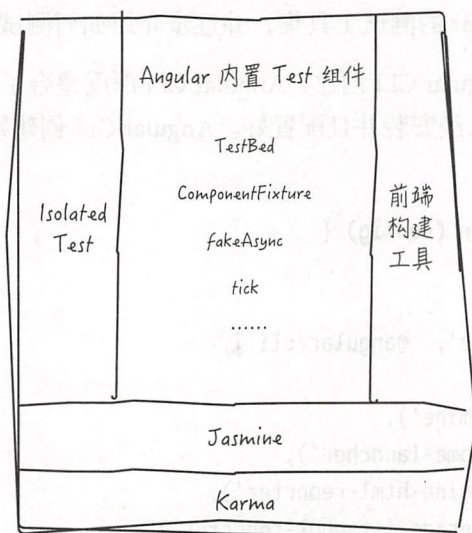 Isolated
Test
Angular 内置 Test 组件
TestBed
ComponentFixture
fakeAsync
tick
......
前端
构建
工具
Jasmine
Karma